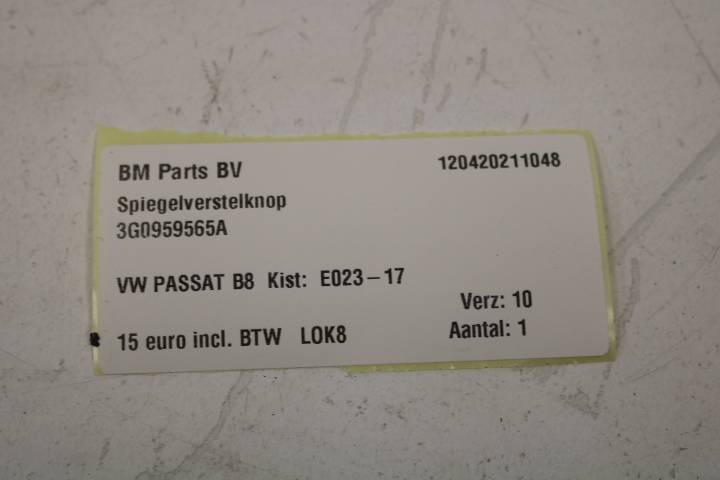 BM Parts BV 120420211048
Spiegelverstelknop
3G0959565A
VW PASSAT B8 Kist: E023-17
Verz: 10
15 euro incl. BTW LOK8 Aantal: 1